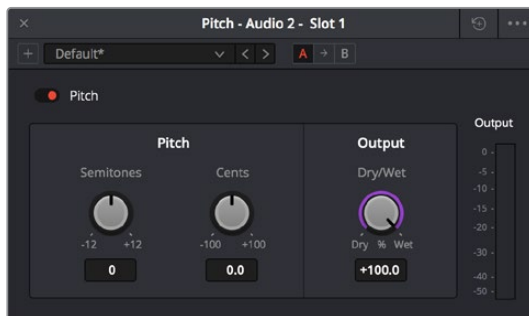 Pitch - Audio 2 - Slot 1
Default*
A
B
Pitch
Pitch
Semitones
-12 +12
0
Cents
-100 +100
0.0
Output
Dry/Wet
Dry % Wet
+100.0
Output
0 -
-5 -
-10 -
-15 -
-20 -
-30 -
-40 -
-50 -